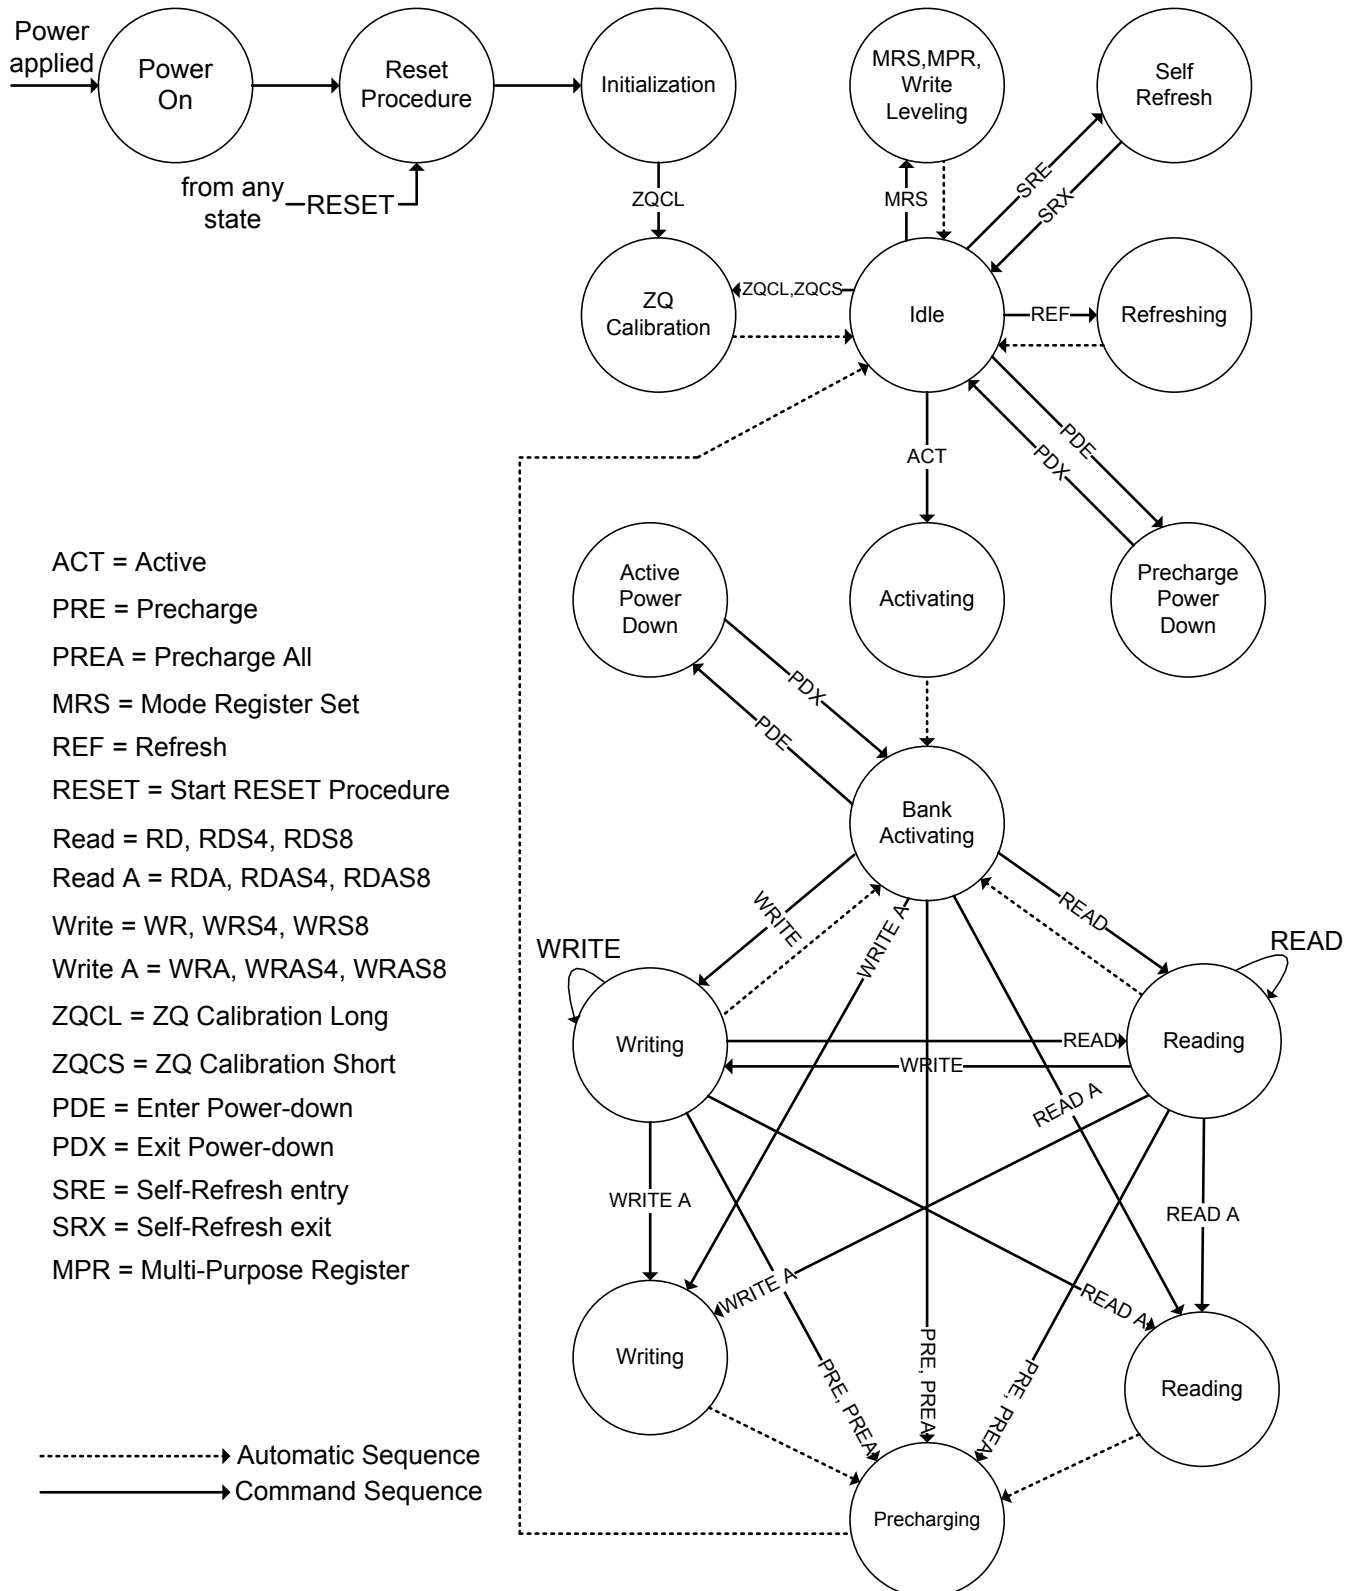 Power
applied
Power
On
Reset
Procedure
Initialization
MRS,MPR,
Write
Leveling
Self
Refresh
from any
state
RESET
ZQCL
MRS
SRE
SRX
ZQ
Calibration
ZQCL,ZQCS
Idle
REF
Refreshing
ACT
PDE
PDX
Active
Power
Down
Activating
Precharge
Power
Down
PDX
PDE
Bank
Activating
WRITE
WRITE A
READ
WRITE
READ
Writing
READ
Reading
WRITE
READ A
WRITE A
READ A
WRITE A
READ A
Writing
PRE, PREA
PRE, PREA
PRE, PREA
Reading
Precharging
ACT = Active
PRE = Precharge
PREA = Precharge All
MRS = Mode Register Set
REF = Refresh
RESET = Start RESET Procedure
Read = RD, RDS4, RDS8
Read A = RDA, RDAS4, RDAS8
Write = WR, WRS4, WRS8
Write A = WRA, WRAS4, WRAS8
ZQCL = ZQ Calibration Long
ZQCS = ZQ Calibration Short
PDE = Enter Power-down
PDX = Exit Power-down
SRE = Self-Refresh entry
SRX = Self-Refresh exit
MPR = Multi-Purpose Register
Automatic Sequence
Command Sequence